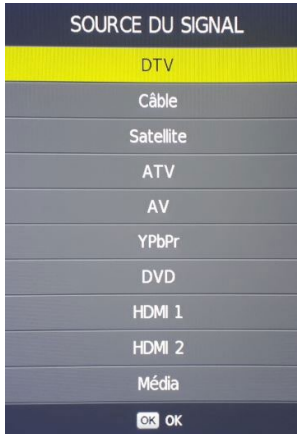 SOURCE DU SIGNAL
DTV
Câble
Satellite
ATV
AV
YPbPr
DVD
HDMI 1
HDMI 2
Média
OK OK